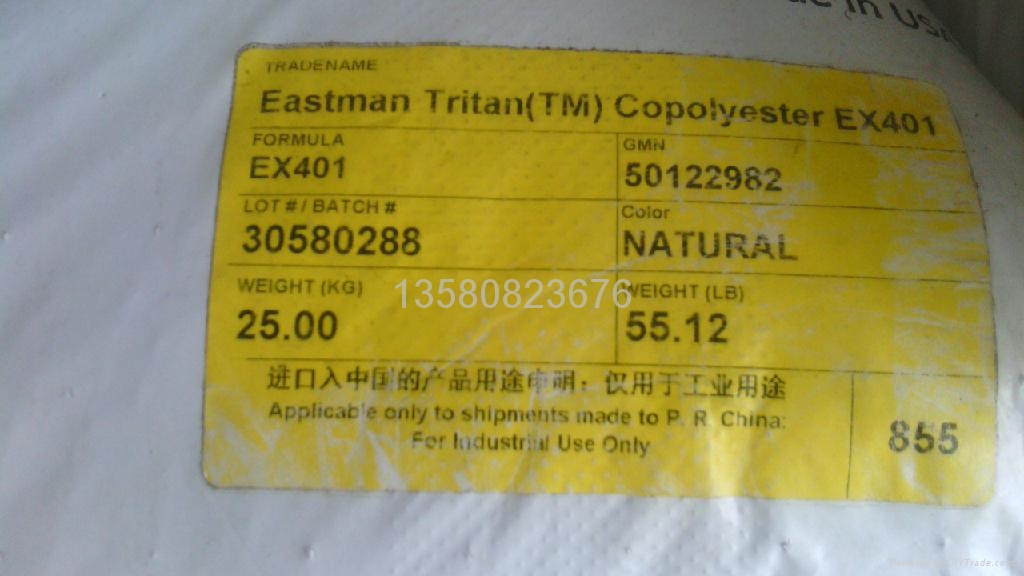 in USA
TRADENAME
Eastman Tritan(TM) Copolyester EX401
FORMULA
EX401
GMN
50122982
LOT # / BATCH #
30580288
Color
NATURAL
WEIGHT (KG)
25.00
13580823676
WEIGHT (LB)
55.12
进口入中国的产品用途申明：仅用于工业用途
Applicable only to shipments made to P. R. China:
For Industrial Use Only
855